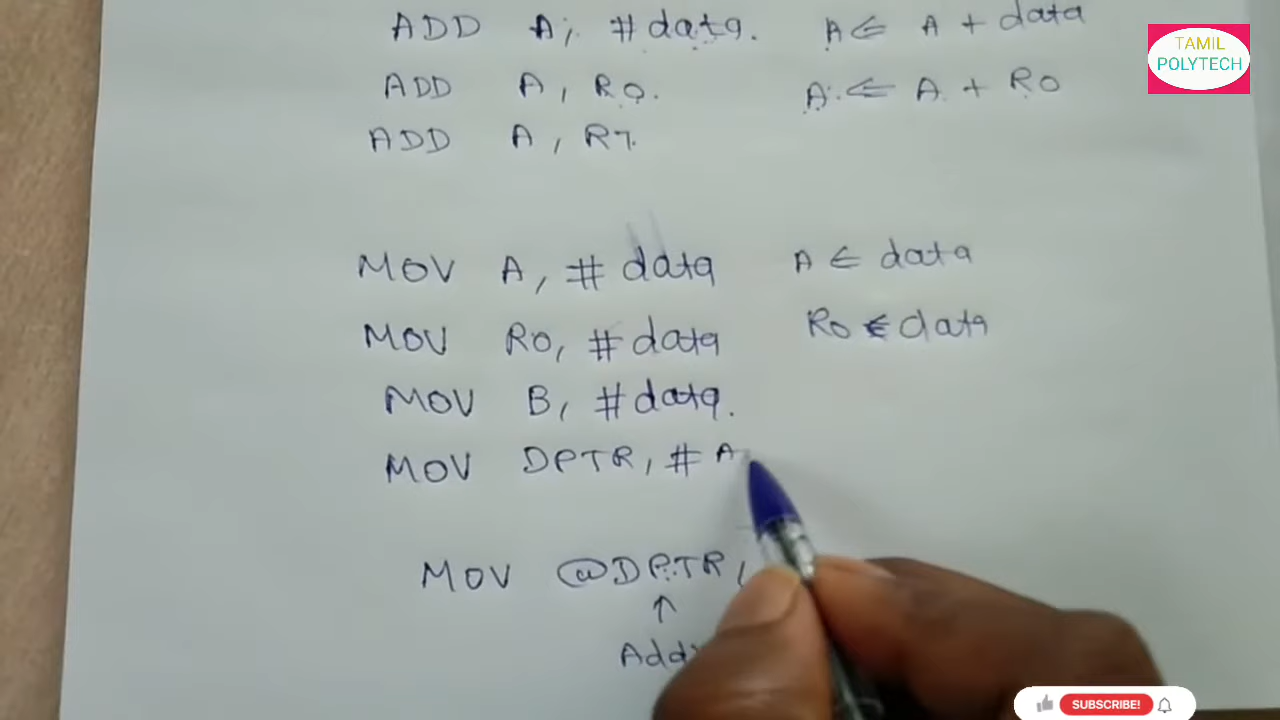 ADD A, #data. A ⇐ A + data
ADD A, R0. A ⇐ A + R0
ADD A, R7.
MOV A, #data A ⇐ data
MOV R0, #data R0 ⇐ data
MOV B, #data.
MOV DPTR, # A
MOV @DPTR,
↑
TAMIL
POLYTECH
SUBSCRIBE!